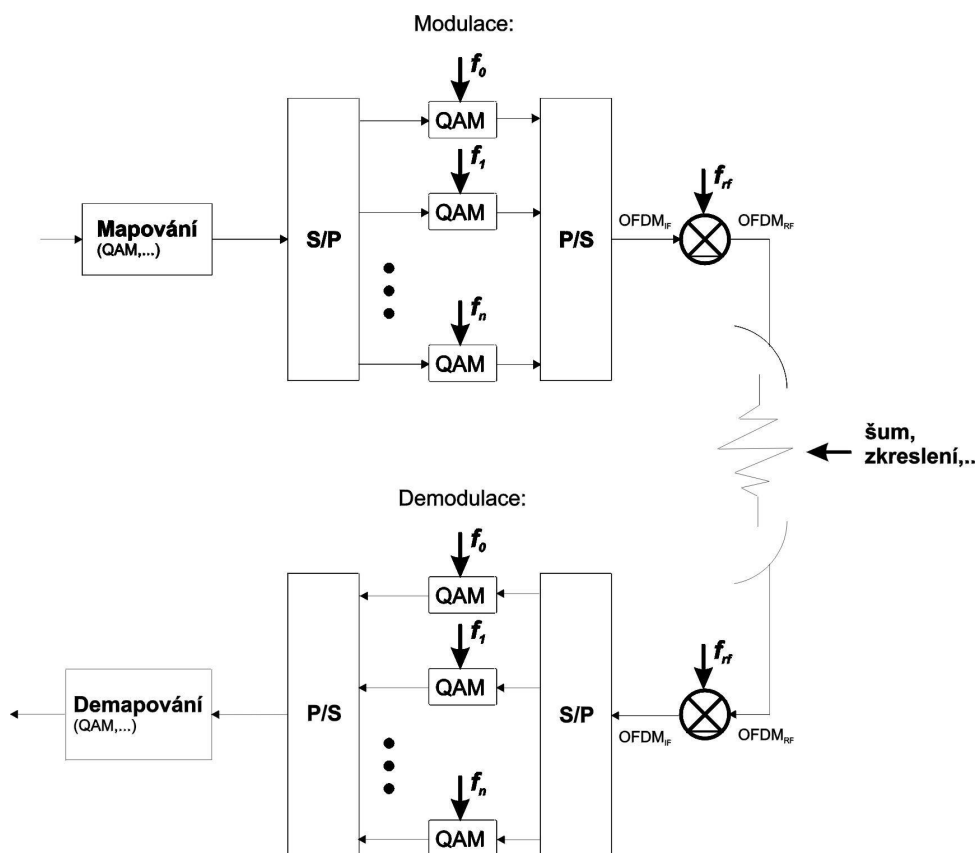 Modulace:
f0
QAM
f1
QAM
fn
QAM
Mapování
(QAM,...)
S/P
P/S
OFDMIF
frf
OFDMRF
šum,
zkreslení,..
Demodulace:
f0
QAM
f1
QAM
fn
QAM
Demapování
(QAM,...)
P/S
S/P
OFDMIF
frf
OFDMRF